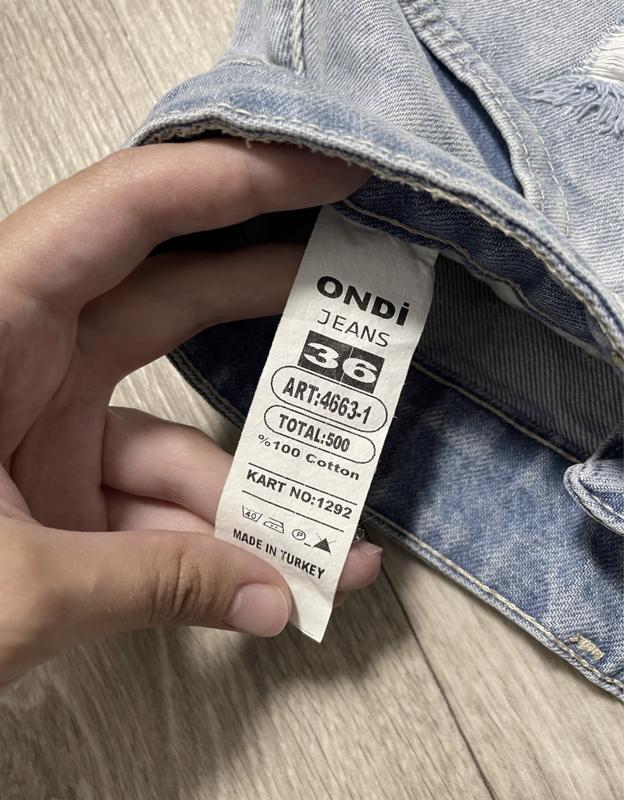 ONDİ
JEANS
36
ART:4663-1
TOTAL:500
%100 Cotton
KART NO:1292
40 P
MADE IN TURKEY